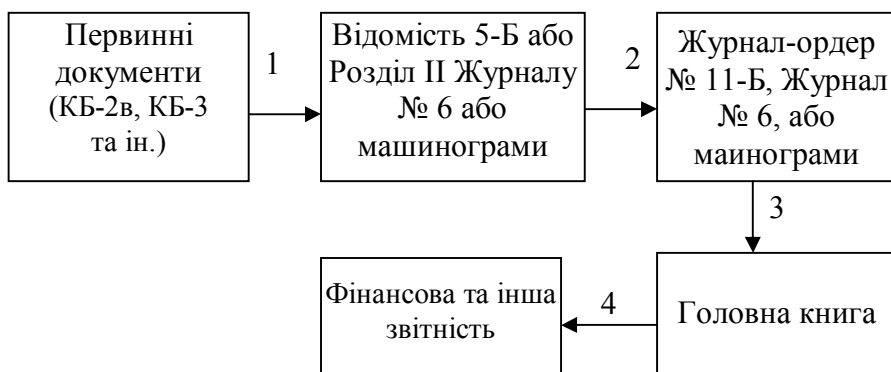 Первинні
документи
(КБ-2в, КБ-3
та ін.)
1
Відомість 5-Б або
Розділ ІІ Журналу
№ 6 або
машинограми
2
Журнал-ордер
№ 11-Б, Журнал
№ 6, або
маинограми
3
Головна книга
4
Фінансова та інша
звітність